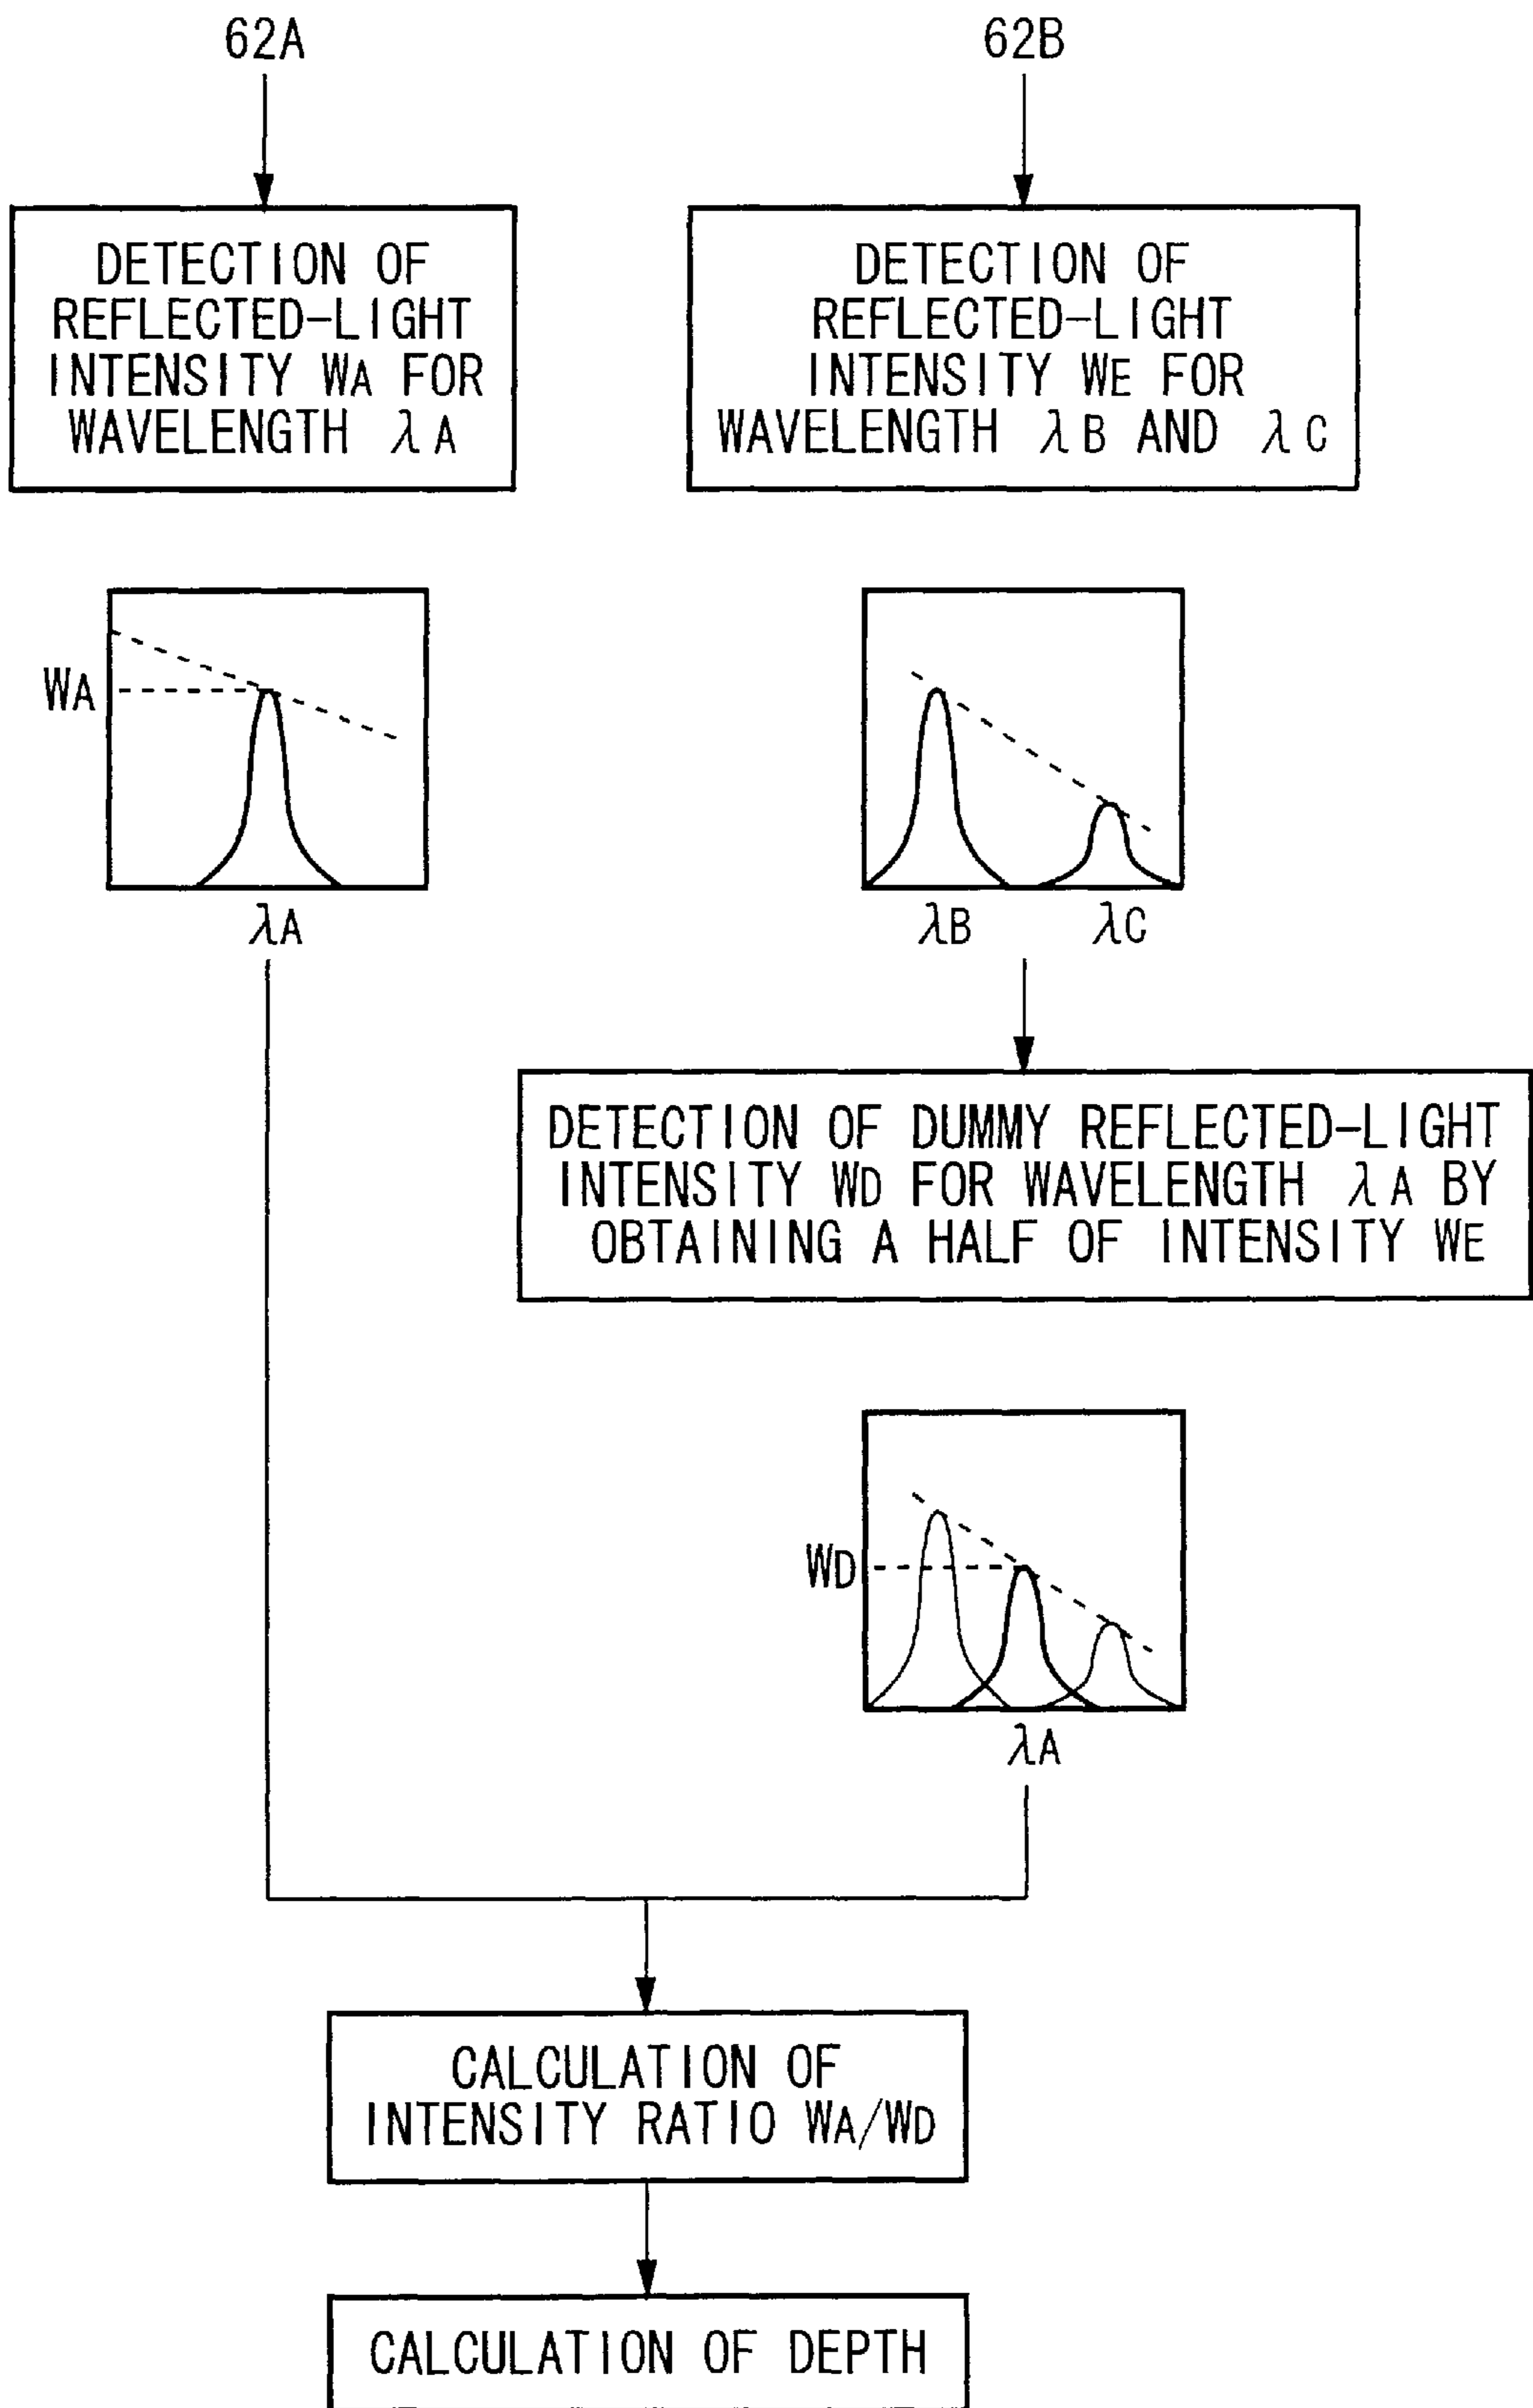 62A
62B
DETECTION OF
REFLECTED-LIGHT
INTENSITY WA FOR
WAVELENGTH λA
DETECTION OF
REFLECTED-LIGHT
INTENSITY WE FOR
WAVELENGTH λB AND λC
WA
λA
λB
λC
DETECTION OF DUMMY REFLECTED-LIGHT
INTENSITY WD FOR WAVELENGTH λA BY
OBTAINING A HALF OF INTENSITY WE
WD
λA
CALCULATION OF
INTENSITY RATIO WA/WD
CALCULATION OF DEPTH